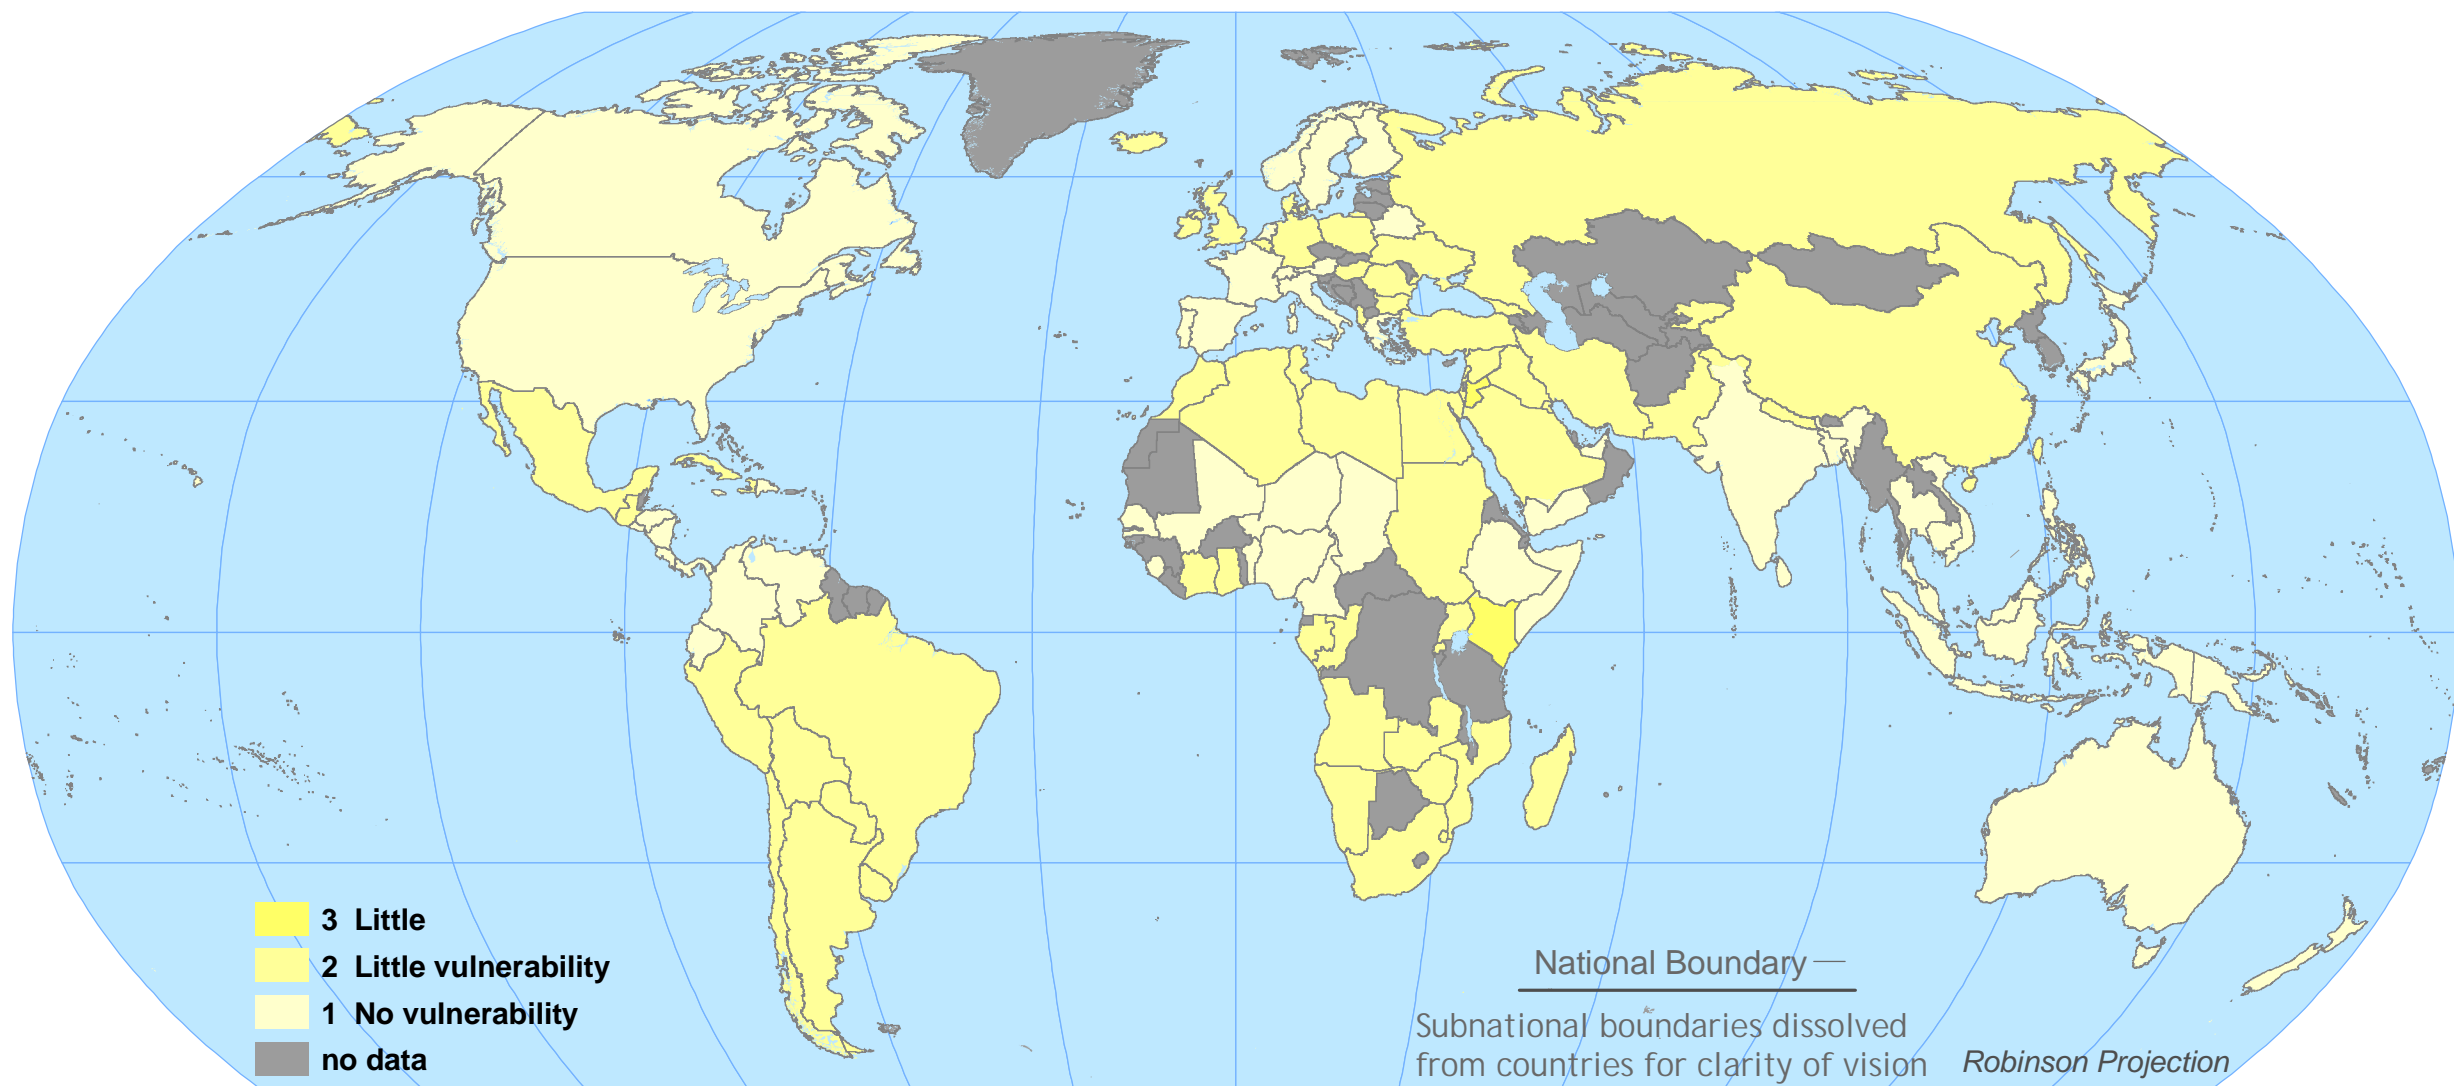 3 Little
2 Little vulnerability
1 No vulnerability
no data
National Boundary
Subnational boundaries dissolved
from countries for clarity of vision
Robinson Projection